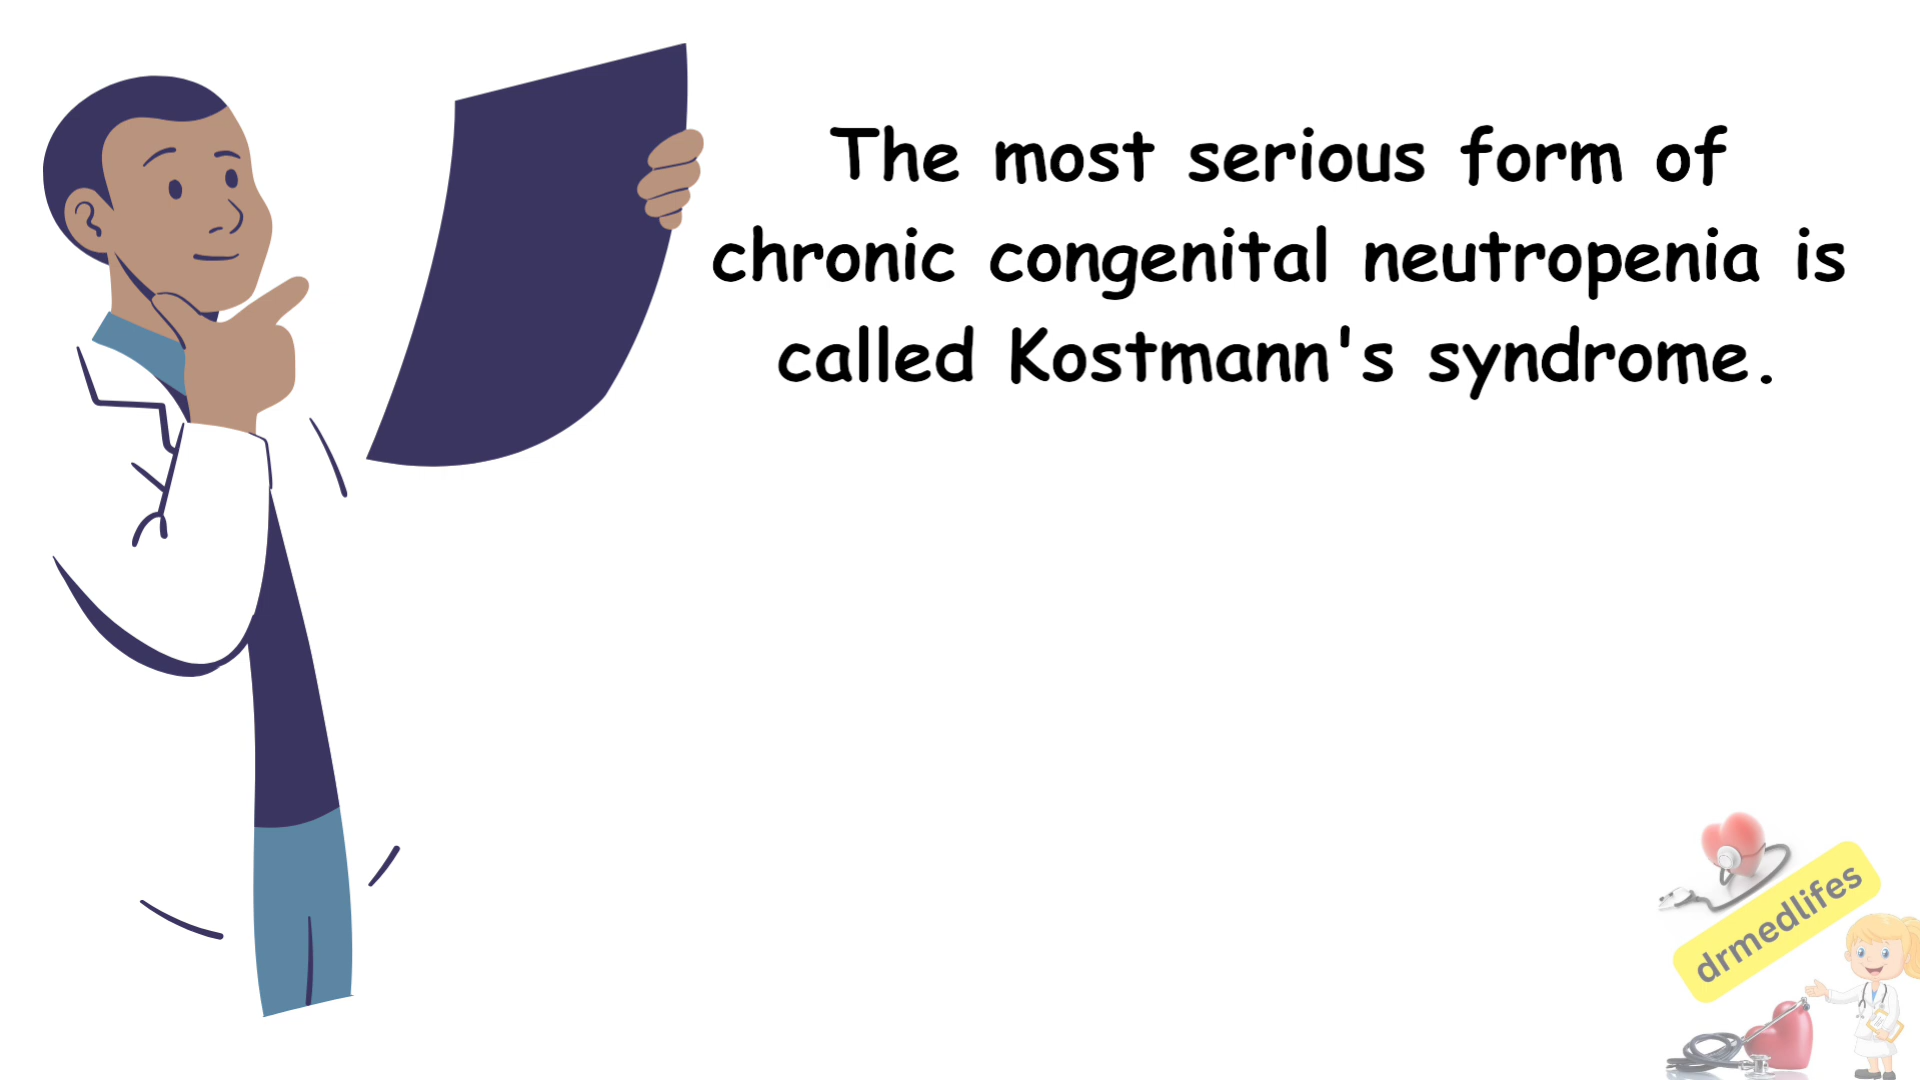 The most serious form of
chronic congenital neutropenia is
called Kostmann's syndrome.
drmedlifes